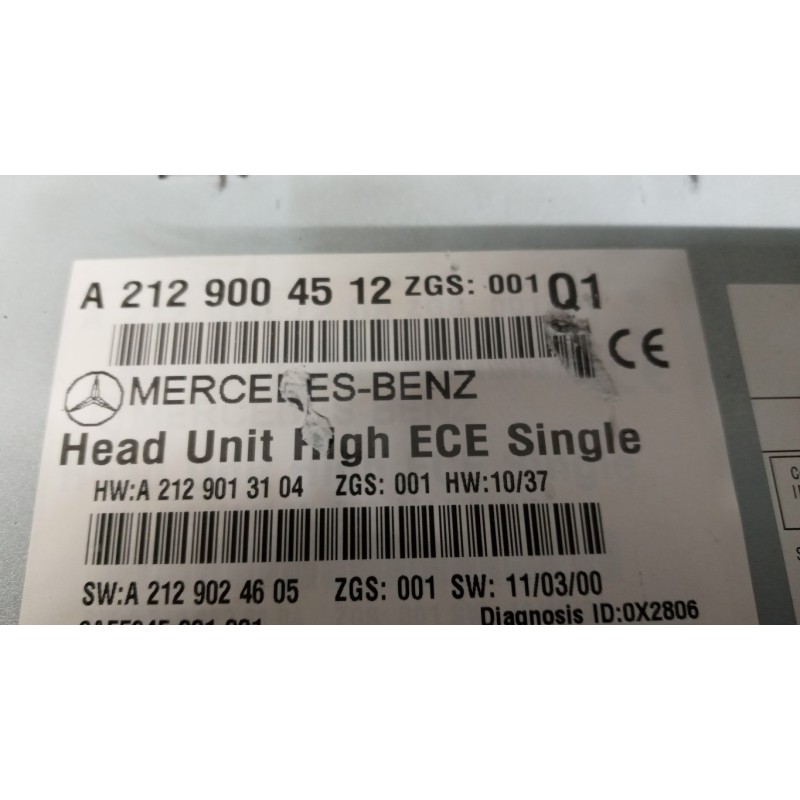 A 212 900 45 12 ZGS: 001 Q1
CE
MERCEDES-BENZ
Head Unit High ECE Single
HW:A 212 901 31 04 ZGS: 001 HW:10/37
SW:A 212 902 46 05 ZGS: 001 SW: 11/03/00
Diagnosis ID:0X2806